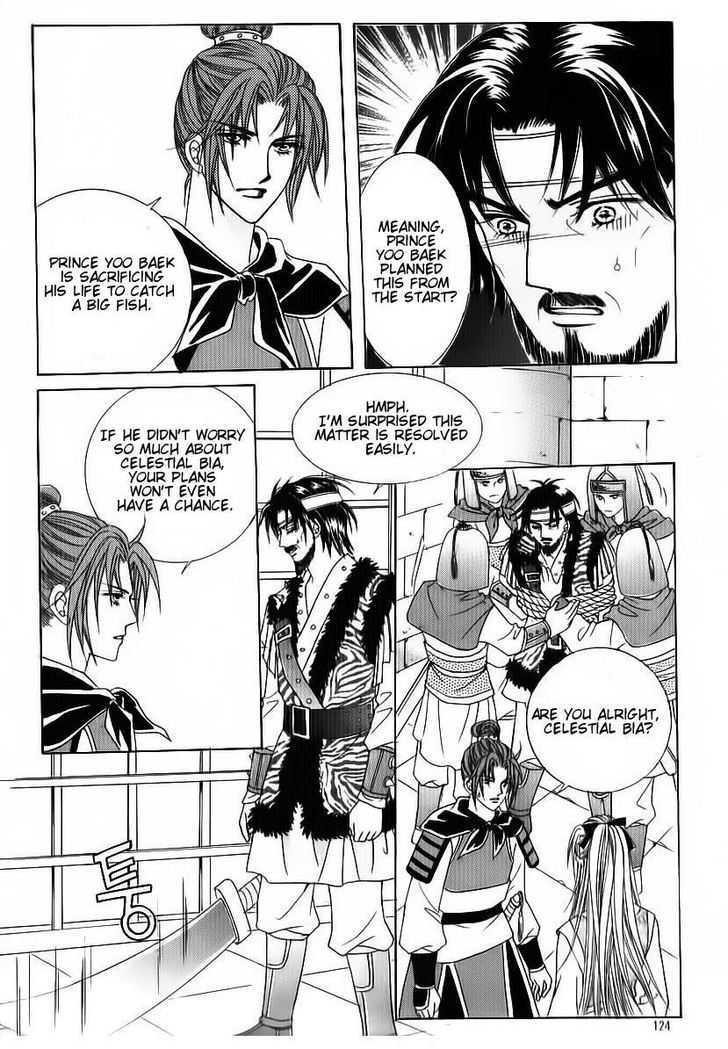 PRINCE YOO BAEK
IS SACRIFICING
HIS LIFE TO CATCH
A BIG FISH.
MEANING,
PRINCE
YOO BAEK
PLANNED
THIS FROM
THE START?
IF HE DIDN'T WORRY
SO MUCH ABOUT
CELESTIAL BIA,
YOUR PLANS
WON'T EVEN
HAVE A CHANCE.
HMPH.
I'M SURPRISED THIS
MATTER IS RESOLVED
EASILY.
ARE YOU ALRIGHT,
CELESTIAL BIA?
퉁
124